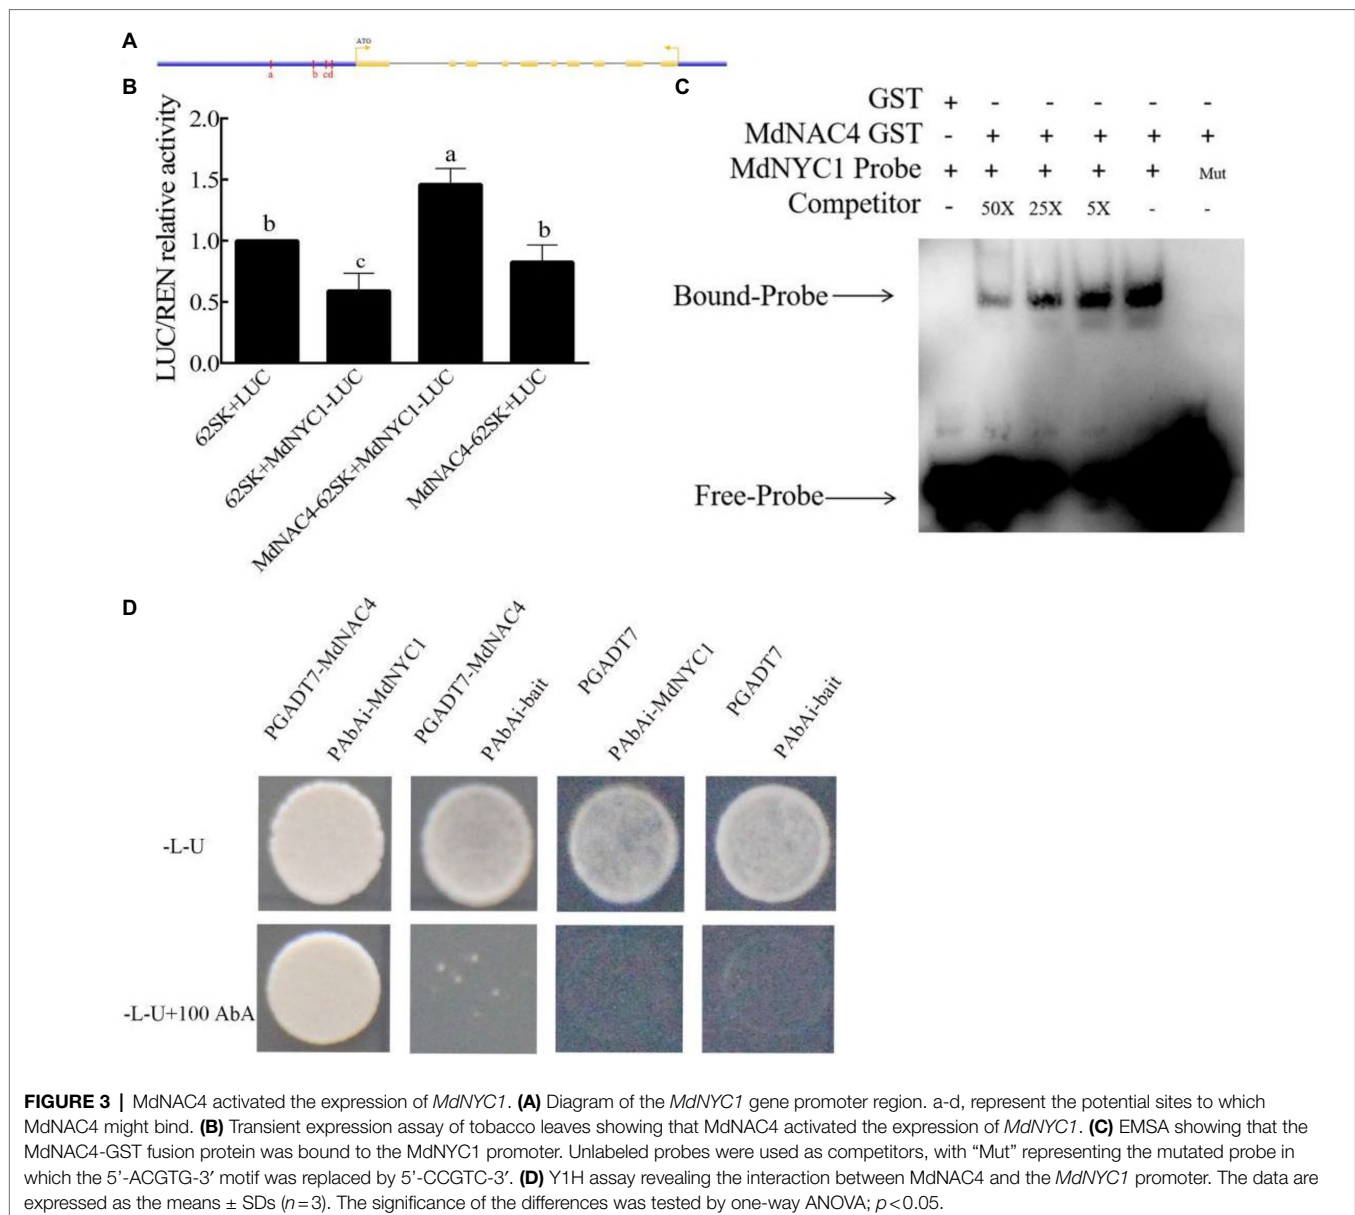 A
ATG
a
b
cd
B
LUC/REN relative activity
2.0
1.5
1.0
0.5
0.0
b
c
a
b
62SK+LUC
62SK+MdNYC1-LUC
MdNAC4-62SK+MdNYC1-LUC
MdNAC4-62SK+LUC
C
GST + - - - - -
MdNAC4 GST - + + + + +
MdNYC1 Probe + + + + + Mut
Competitor - 50X 25X 5X - -
Bound-Probe
Free-Probe
D
PGADT7-MdNAC4
PAbAi-MdNYC1
PGADT7-MdNAC4
PAbAi-bait
PGADT7
PAbAi-MdNYC1
PGADT7
PAbAi-bait
-L-U
-L-U+100 AbA
FIGURE 3 | MdNAC4 activated the expression of MdNYC1. (A) Diagram of the MdNYC1 gene promoter region. a-d, represent the potential sites to which
MdNAC4 might bind. (B) Transient expression assay of tobacco leaves showing that MdNAC4 activated the expression of MdNYC1. (C) EMSA showing that the
MdNAC4-GST fusion protein was bound to the MdNYC1 promoter. Unlabeled probes were used as competitors, with “Mut” representing the mutated probe in
which the 5’-ACGTG-3′ motif was replaced by 5’-CCGTC-3′. (D) Y1H assay revealing the interaction between MdNAC4 and the MdNYC1 promoter. The data are
expressed as the means ± SDs (n=3). The significance of the differences was tested by one-way ANOVA; p<0.05.